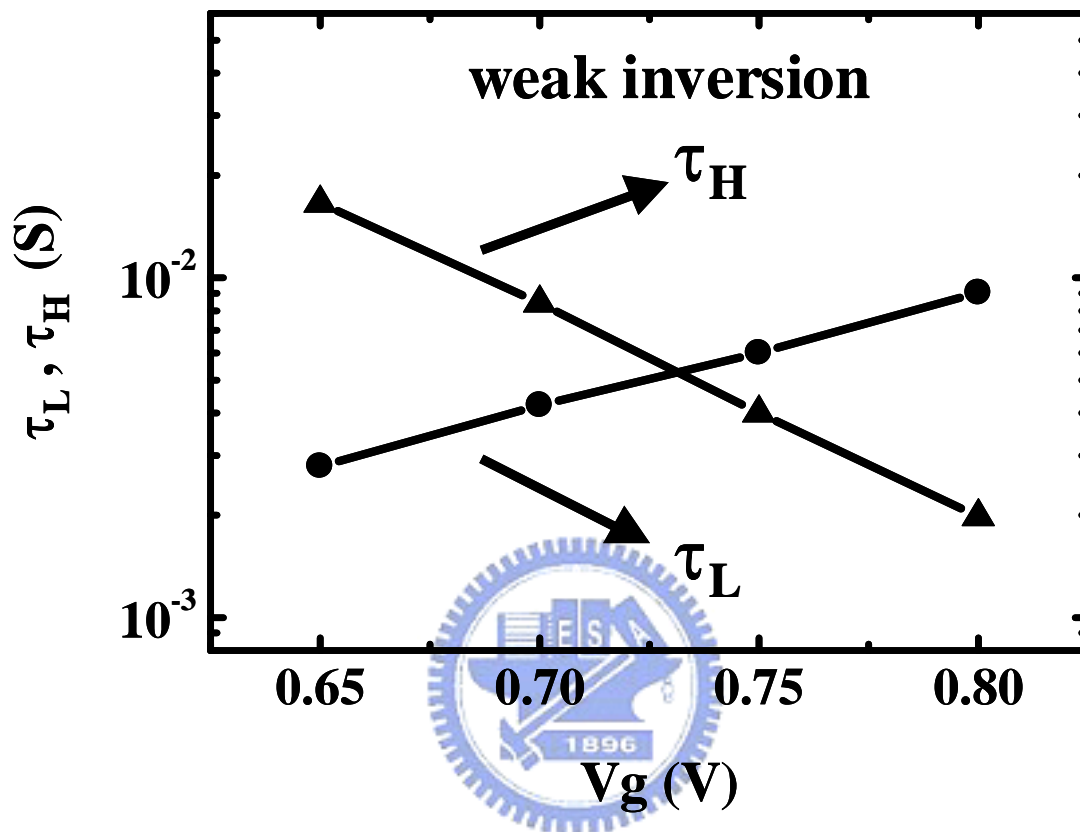 weak inversion
τH
τL , τH (S)
10-2
τL
10-3
E S A
0.65 0.70 0.75 0.80
1896
Vg (V)